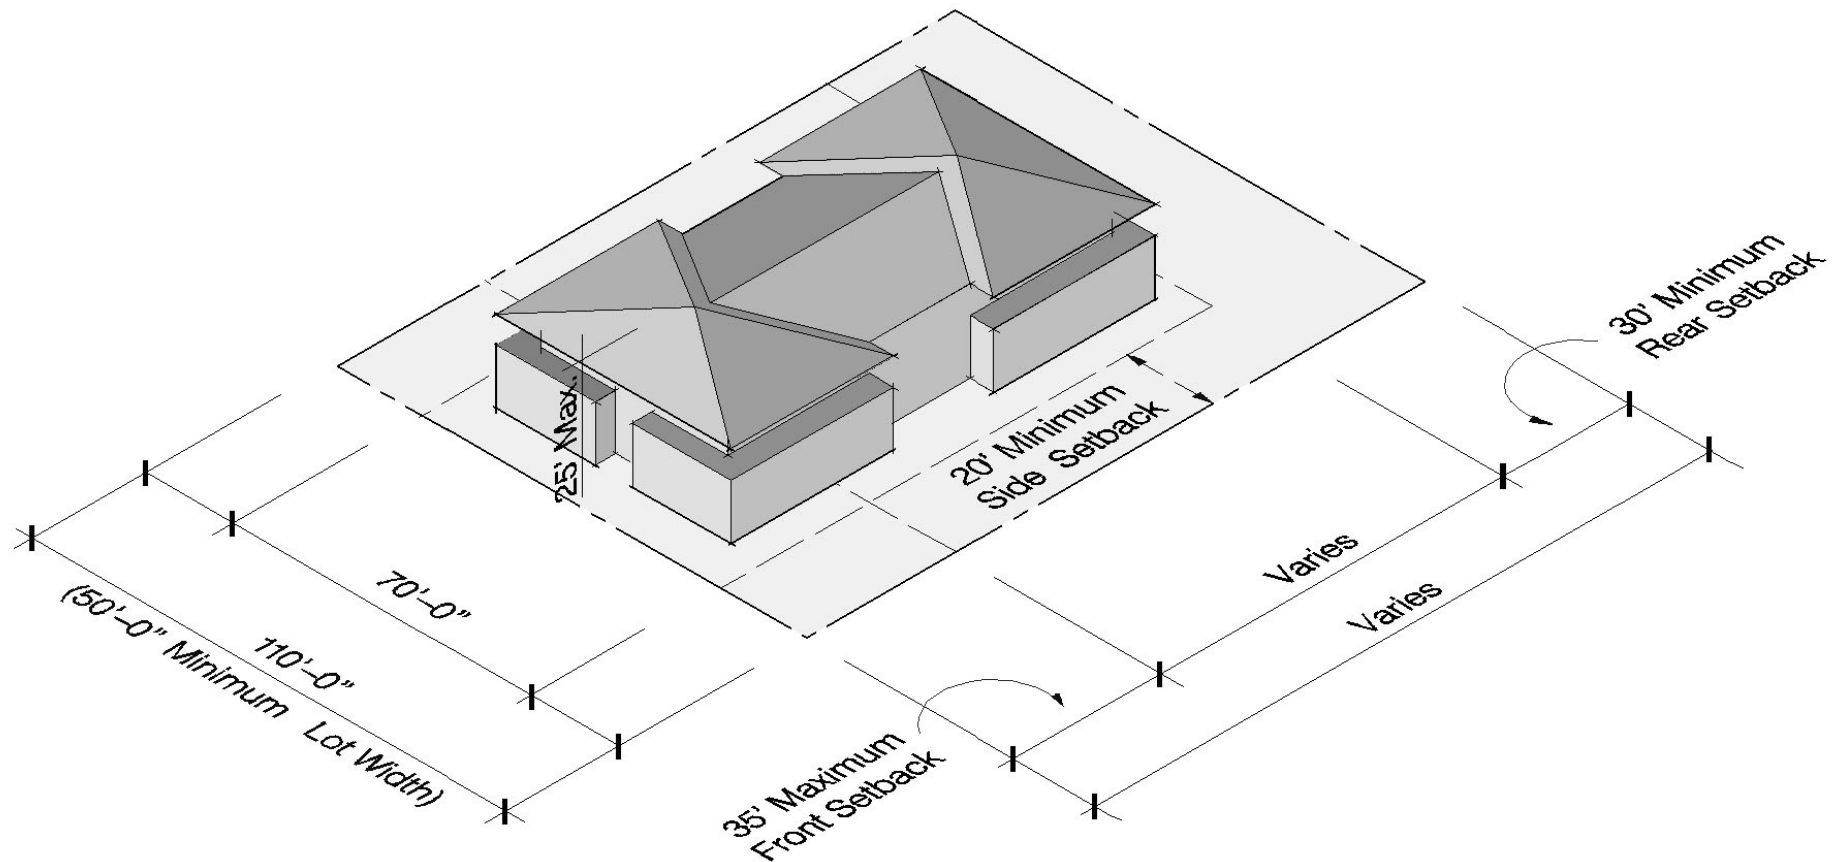 30' Minimum
Rear Setback
25' Max..
20' Minimum
Side Setback
Varies
Varies
70'-0"
110'-0"
(50'-0" Minimum Lot Width)
35' Maximum
Front Setback